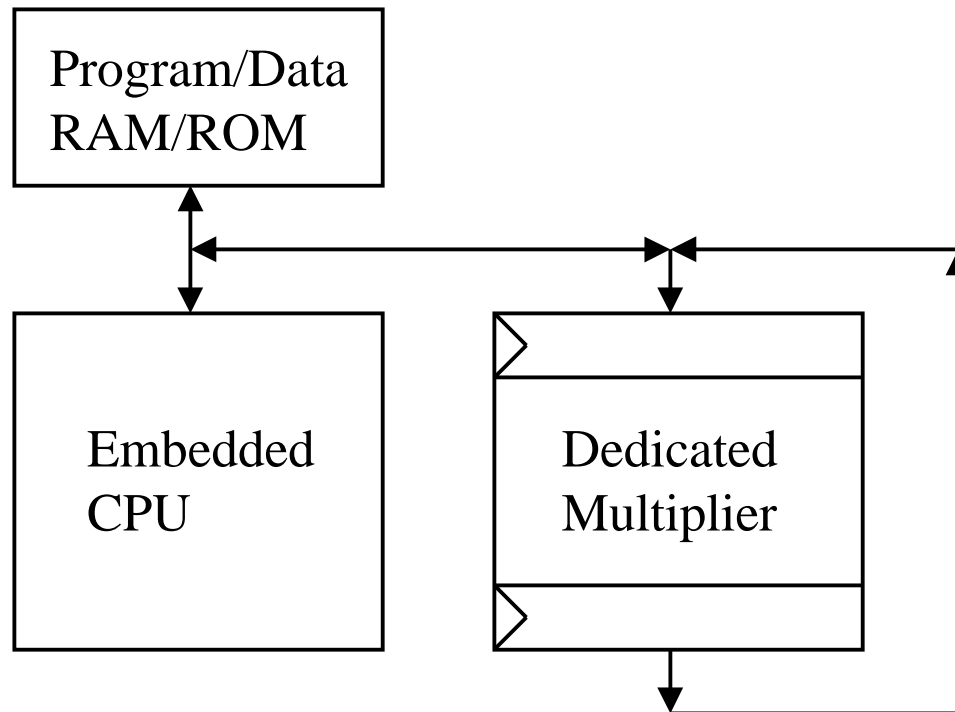 Program/Data
RAM/ROM
Embedded
CPU
Dedicated
Multiplier